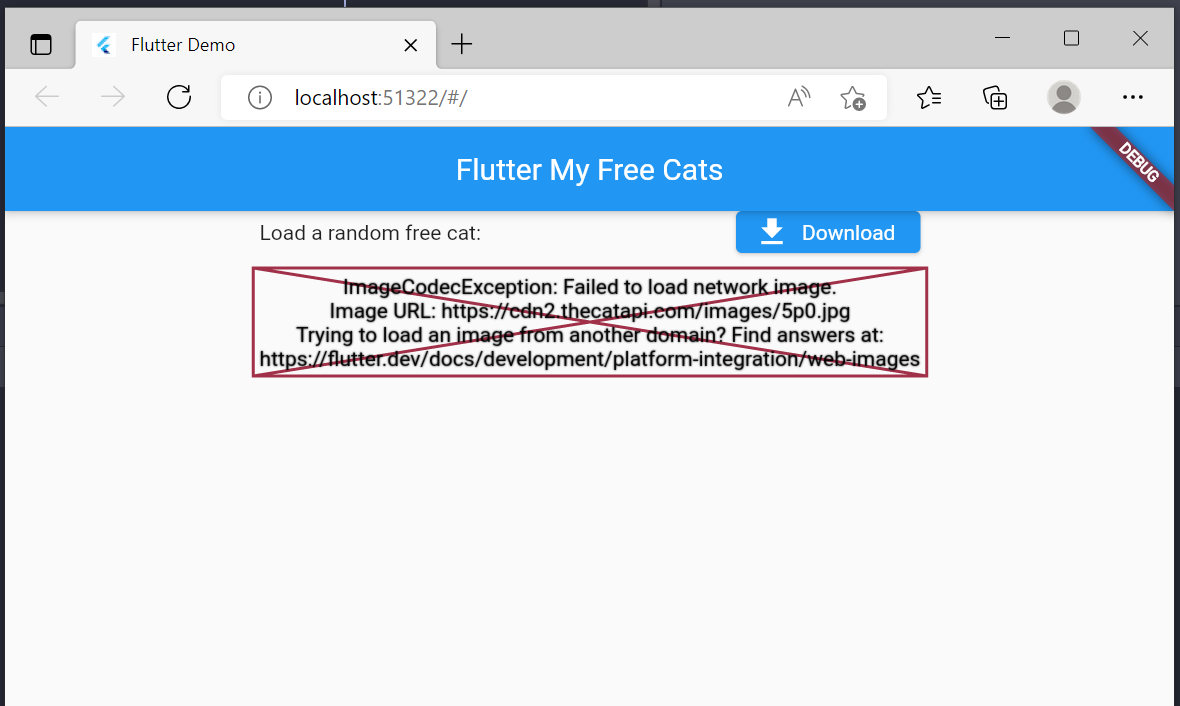 Flutter Demo
localhost:51322/#/
Flutter My Free Cats
DEBUG
Load a random free cat:
Download
ImageCodecException: Failed to load network image.
Image URL: https://cdn2.thecatapi.com/images/5p0.jpg
Trying to load an image from another domain? Find answers at:
https://flutter.dev/docs/development/platform-integration/web-images